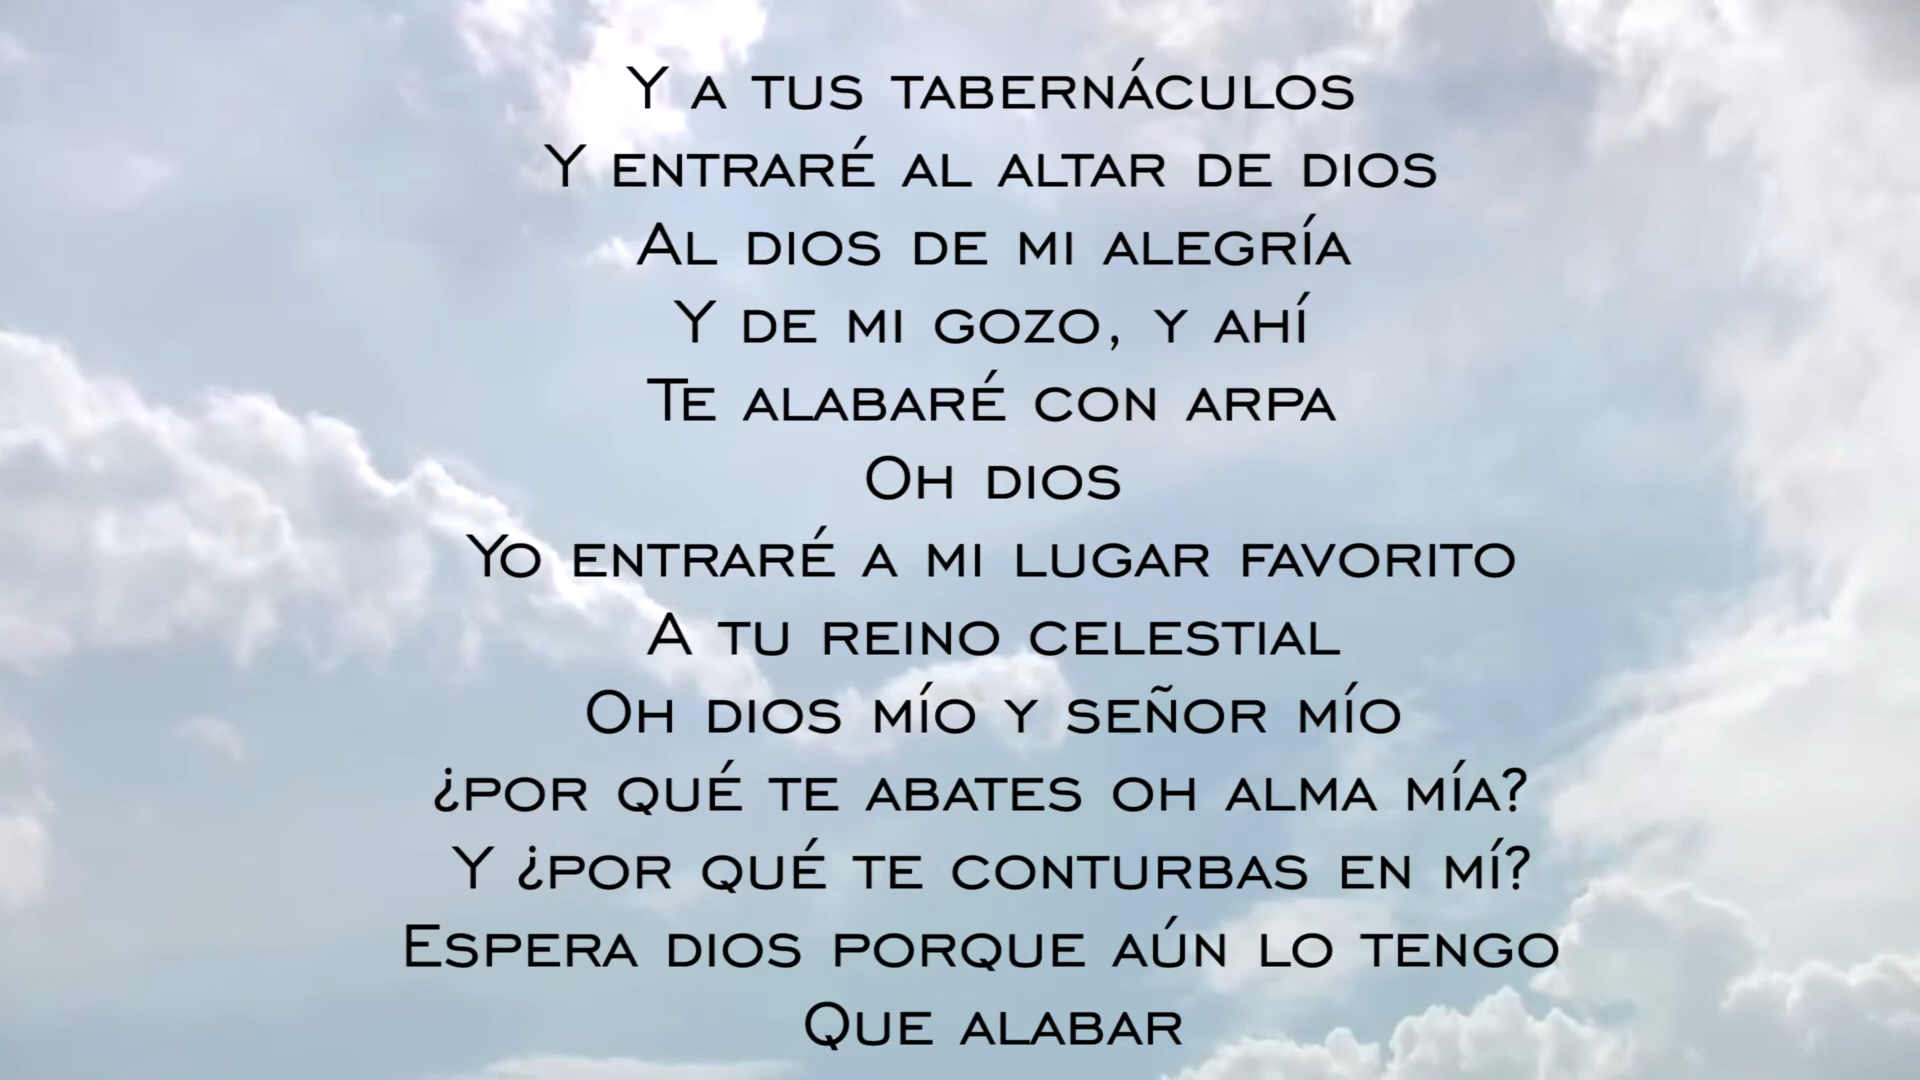 Y A TUS TABERNÁCULOS
Y ENTRARÉ AL ALTAR DE DIOS
AL DIOS DE MI ALEGRÍA
Y DE MI GOZO, Y AHÍ
TE ALABARÉ CON ARPA
OH DIOS
YO ENTRARÉ A MI LUGAR FAVORITO
A TU REINO CELESTIAL
OH DIOS MÍO Y SEÑOR MÍO
¿POR QUÉ TE ABATES OH ALMA MÍA?
Y ¿POR QUÉ TE CONTURBAS EN MÍ?
ESPERA DIOS PORQUE AÚN LO TENGO
QUE ALABAR